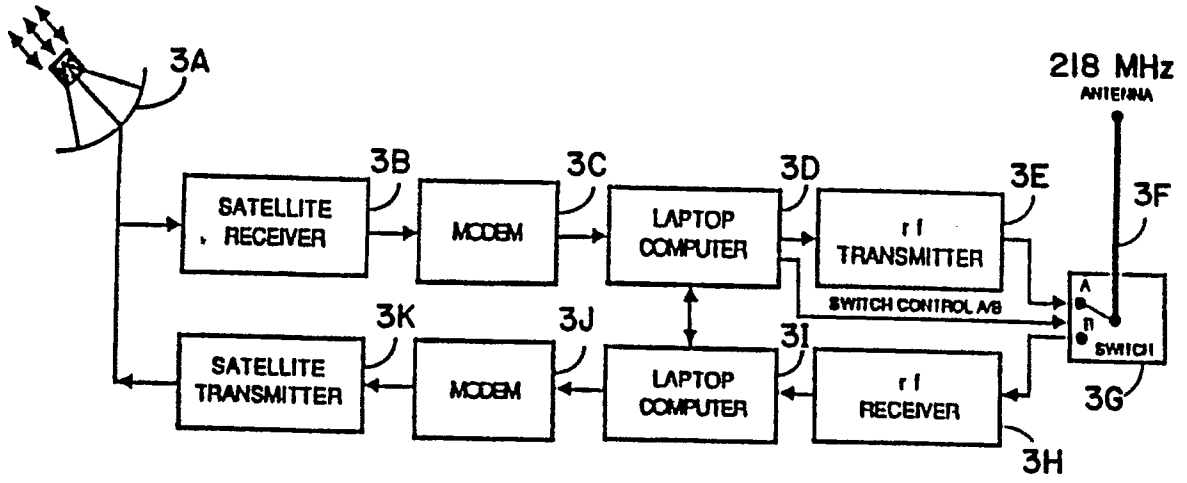 3A
218 MHz
ANTENNA
3B
3C
3D
3E
3F
SATELLITE
RECEIVER
MODEM
LAPTOP
COMPUTER
rf
TRANSMITTER
A
SWITCH CONTROL A/B
B
SWITCH
3G
3K
3J
3I
SATELLITE
TRANSMITTER
MODEM
LAPTOP
COMPUTER
rf
RECEIVER
3H